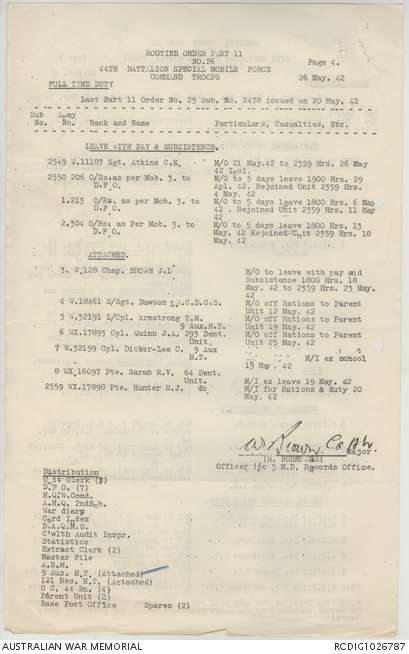 ROUTINE ORDER PART 11
NO.26 Page 4.
44TH BATTALION SPECIAL MOBILE FORCE
COMMAND TROOPS 26 May. 42
FULL TIME DUTY
Last Part 11 Order No. 25 Sub. No. 2478 issued on 20 May. 42
Sub Army
No. No. Rank and Name Particulars, Casualties, Etc.
LEAVE WITH PAY & SUBSISTENCE.
2549 W.11187 Sgt. Atkins C.E. M/O 21 May.42 to 2359 Hrs. 26 May
42 Incl.
2550 206 O/Rs. as per Mob. 3. to M/O to 5 days leave 1900 Hrs. 29
D.F.O. Apl. 42. Rejoined Unit 2359 Hrs.
4 May. 42
1.213 O/Rs. as per Mob. 3. to M/O to 5 days leave 1800 Hrs. 6 May
D.F.O. 42 . Rejoined Unit 2359 Hrs. 11 May
42
2.304 O/Rs: as Per Mob. 3. to M/O to 5 days leave 1800 Hrs. 13
D.F.O. May. 42 Rejoined Unit 2359 Hrs. 18
May. 42
ATTACHED.
3. W.128 Chap. BROWN J.L M/O to leave with pay and
Subsistence 1800 Hrs. 18
May. 42 to 2359 Hrs. 23 May.
42
4 W.18461 S/Sgt. Dawson L.H.C.D.C.S. M/O off Rations to Parent
Unit 12 May. 42
5 W.32191 L/Cpl. Armstrong T.M. M/O off Rations to Parent
9 Aux.H.T. Unit 19 May. 42
6 WX.17893 Cpl. Quinn J.A. 293 Dent. M/O off Rations to Parent
Unit. Unit 25 May. 42
7 W.32199 Cpl. Dicker-Lee C. 9 Aux
H.T. M/I ex school
19 May. 42
8 WX.16097 Pte. Sarah R.V. 64 Dent.
Unit. M/I ex leave 19 May. 42
2559 WX.17898 Pte. Hunter R.J. do M/I for Rations & duty 20
May. 42
Major.
Officer i/c 5 M.D. Records Office.
Distribution
Unit Clerk
D.F.O. (7)
H.Q.W.Comd.
A.H.Q. 2ndEch.
War diary
Card Index
D.A.Q.M.G.
C'wlth Audit Inspr.
Statistics
Extract Clerk (2)
Master File
A.B.M.
9 Aux. H.T. (Attached)
121 Res. M.T. (Attached)
O C. 44 Bn. (4)
Parent Unit (2)
Base Post Office Spares (2)
AUSTRALIAN WAR MEMORIAL RCDIG1026787